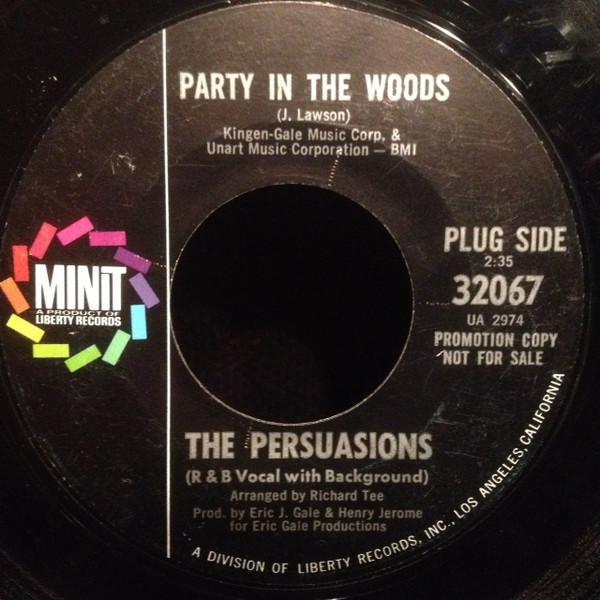 PARTY IN THE WOODS
(J. Lawson)
Kingen-Gale Music Corp. &
Unart Music Corporation — BMI
MINIT
A PRODUCT OF
LIBERTY RECORDS
PLUG SIDE
2:35
32067
UA 2974
PROMOTION COPY
NOT FOR SALE
THE PERSUASIONS
(R & B Vocal with Background)
Arranged by Richard Tee
Prod. by Eric J. Gale & Henry Jerome
for Eric Gale Productions
A DIVISION OF LIBERTY RECORDS, INC., LOS ANGELES, CALIFORNIA